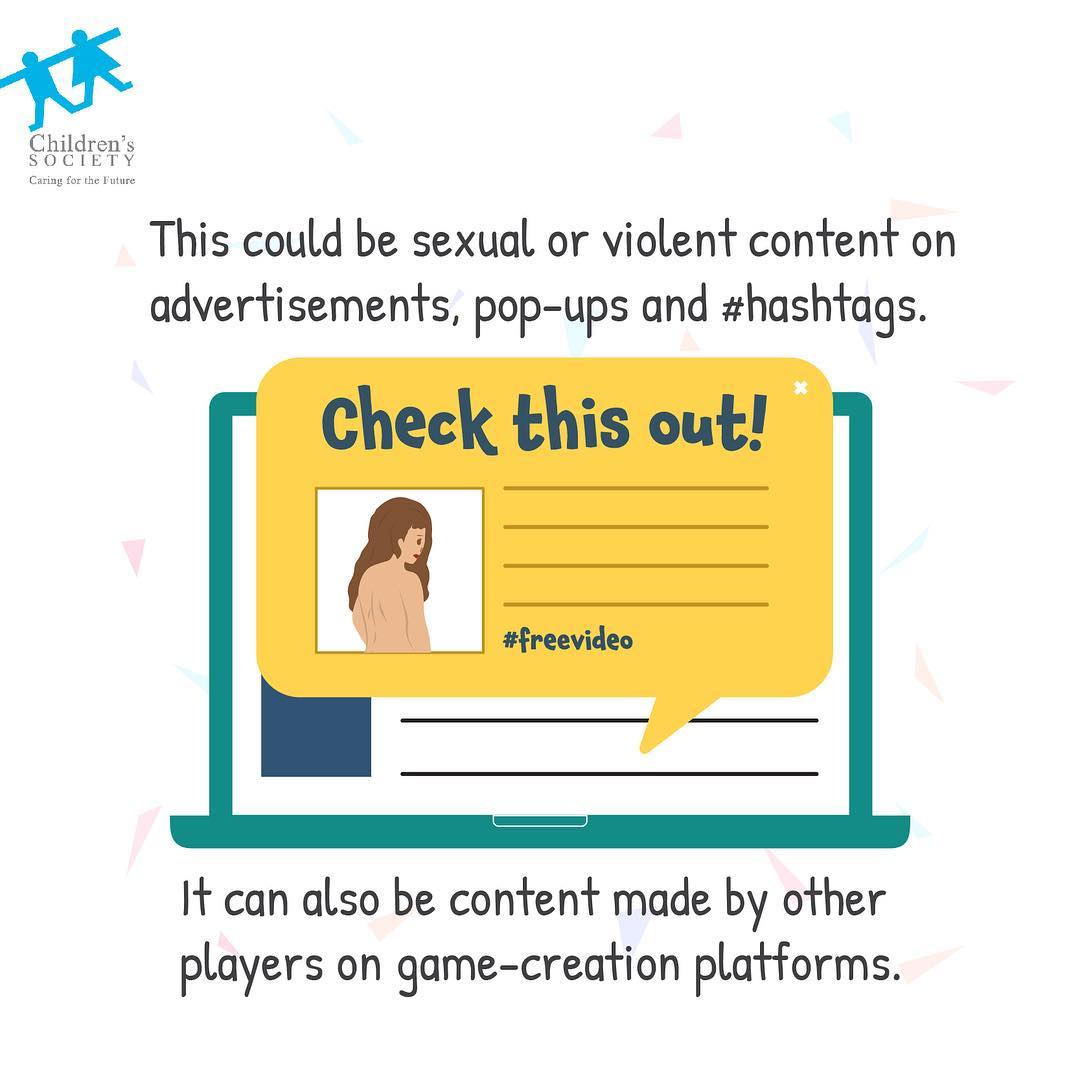 Children's
SOCIETY
Caring for the Future
This could be sexual or violent content on
advertisements, pop-ups and #hashtags.
Check this out!
#freevideo
It can also be content made by other
players on game-creation platforms.